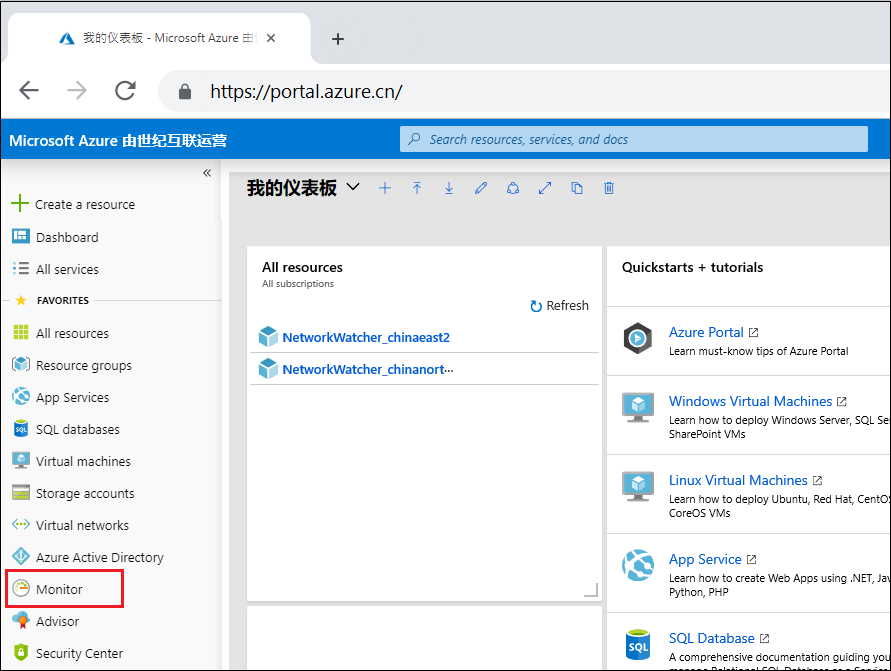 我的仪表板 - Microsoft Azure 由
https://portal.azure.cn/
Microsoft Azure 由世纪互联运营
Search resources, services, and docs
Create a resource
Dashboard
All services
FAVORITES
All resources
Resource groups
App Services
SQL databases
Virtual machines
Storage accounts
Virtual networks
Azure Active Directory
Monitor
Advisor
Security Center
我的仪表板
All resources
All subscriptions
Refresh
NetworkWatcher_chinaeast2
NetworkWatcher_chinanort···
Quickstarts + tutorials
Azure Portal
Learn must-know tips of Azure Portal
Windows Virtual Machines
Learn how to deploy Windows Server, SQL Se
SharePoint VMs
Linux Virtual Machines
Learn how to deploy Ubuntu, Red Hat, CentOS
CoreOS VMs
App Service
Learn how to create Web Apps using .NET, Jav
Python, PHP
SQL
SQL Database
A comprehensive documentation guiding you